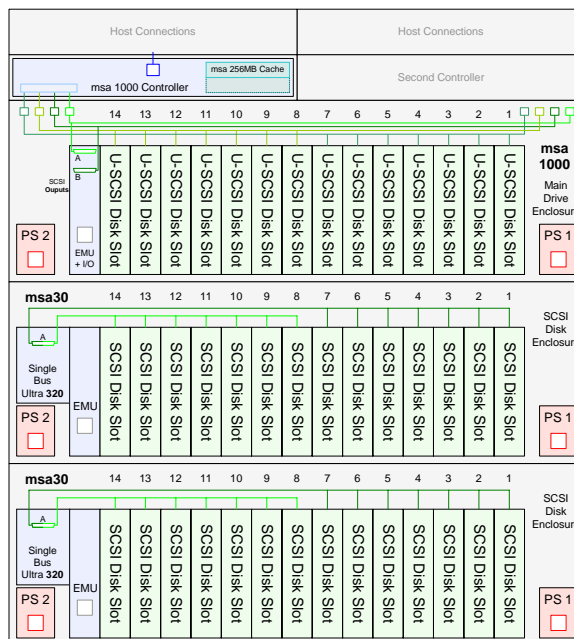 Host Connections
Host Connections
msa 256MB Cache
msa 1000 Controller
Second Controller
14 13 12 11 10 9 8 7 6 5 4 3 2 1
msa
1000
Main
Drive
Enclosur
A
B
SCSI
Ouputs
EMU
+ I/O
U-SCSI Disk Slot
U-SCSI Disk Slot
U-SCSI Disk Slot
U-SCSI Disk Slot
U-SCSI Disk Slot
U-SCSI Disk Slot
U-SCSI Disk Slot
U-SCSI Disk Slot
U-SCSI Disk Slot
U-SCSI Disk Slot
U-SCSI Disk Slot
U-SCSI Disk Slot
U-SCSI Disk Slot
U-SCSI Disk Slot
PS 2
PS 1
msa30
14 13 12 11 10 9 8 7 6 5 4 3 2 1
SCSI
Disk
Enclosur
A
Single
Bus
Ultra 320
EMU
SCSI Disk Slot
SCSI Disk Slot
SCSI Disk Slot
SCSI Disk Slot
SCSI Disk Slot
SCSI Disk Slot
SCSI Disk Slot
SCSI Disk Slot
SCSI Disk Slot
SCSI Disk Slot
SCSI Disk Slot
SCSI Disk Slot
SCSI Disk Slot
SCSI Disk Slot
PS 2
PS 1
msa30
14 13 12 11 10 9 8 7 6 5 4 3 2 1
SCSI
Disk
Enclosur
A
Single
Bus
Ultra 320
EMU
SCSI Disk Slot
SCSI Disk Slot
SCSI Disk Slot
SCSI Disk Slot
SCSI Disk Slot
SCSI Disk Slot
SCSI Disk Slot
SCSI Disk Slot
SCSI Disk Slot
SCSI Disk Slot
SCSI Disk Slot
SCSI Disk Slot
SCSI Disk Slot
SCSI Disk Slot
PS 2
PS 1